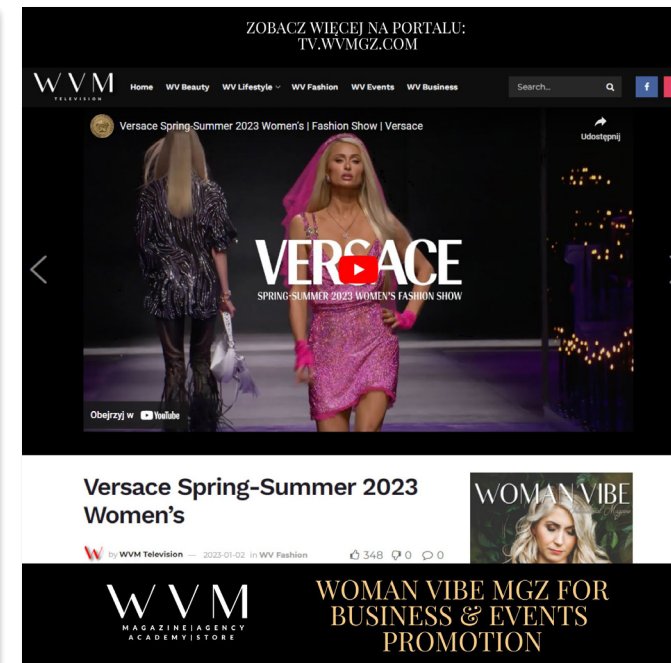 ZOBACZ WIĘCEJ NA PORTALU:
TV.WVMGZ.COM
WVM
TELEVISION
Home WV Beauty WV Lifestyle WV Fashion WV Events WV Business
Search...
f
Versace Spring-Summer 2023 Women's | Fashion Show | Versace
Udostępnij
VERSACE
SPRING-SUMMER 2023 WOMEN'S FASHION SHOW
Obejrzyj w YouTube
Versace Spring-Summer 2023
Women's
by WVM Television — 2023-01-02 in WV Fashion
348 0 0
WOMAN VIBE
WVM
MAGAZINE|AGENCY
ACADEMY|STORE
WOMAN VIBE MGZ FOR
BUSINESS & EVENTS
PROMOTION